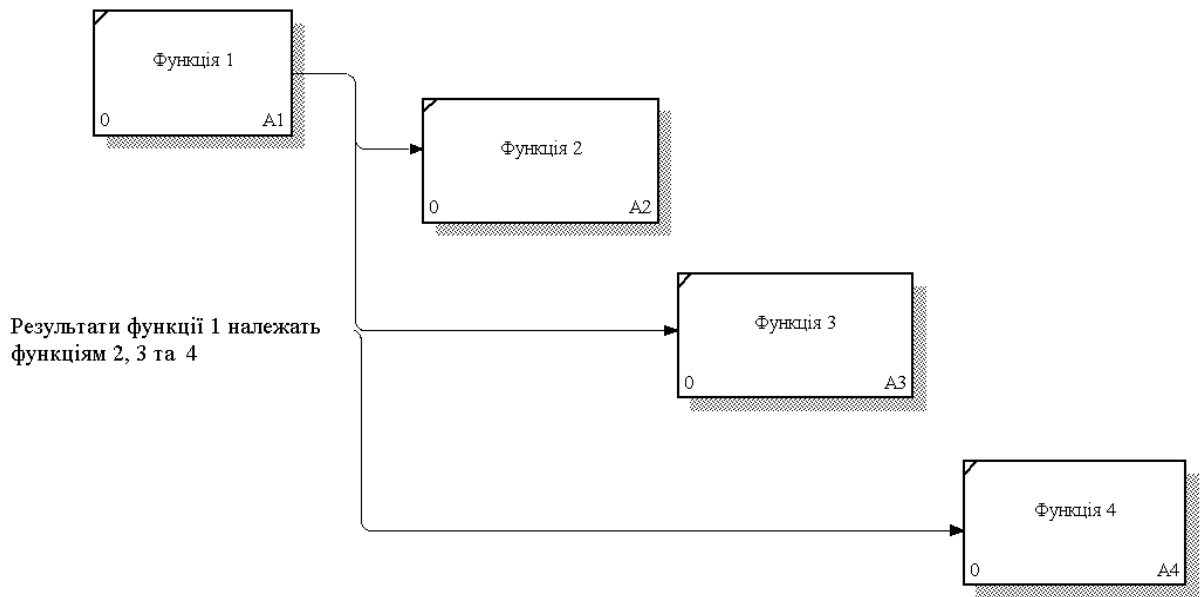 Функція 1
0
A1
Функція 2
0
A2
Функція 3
0
A3
Результати функції 1 належать
функціям 2, 3 та 4
Функція 4
0
A4